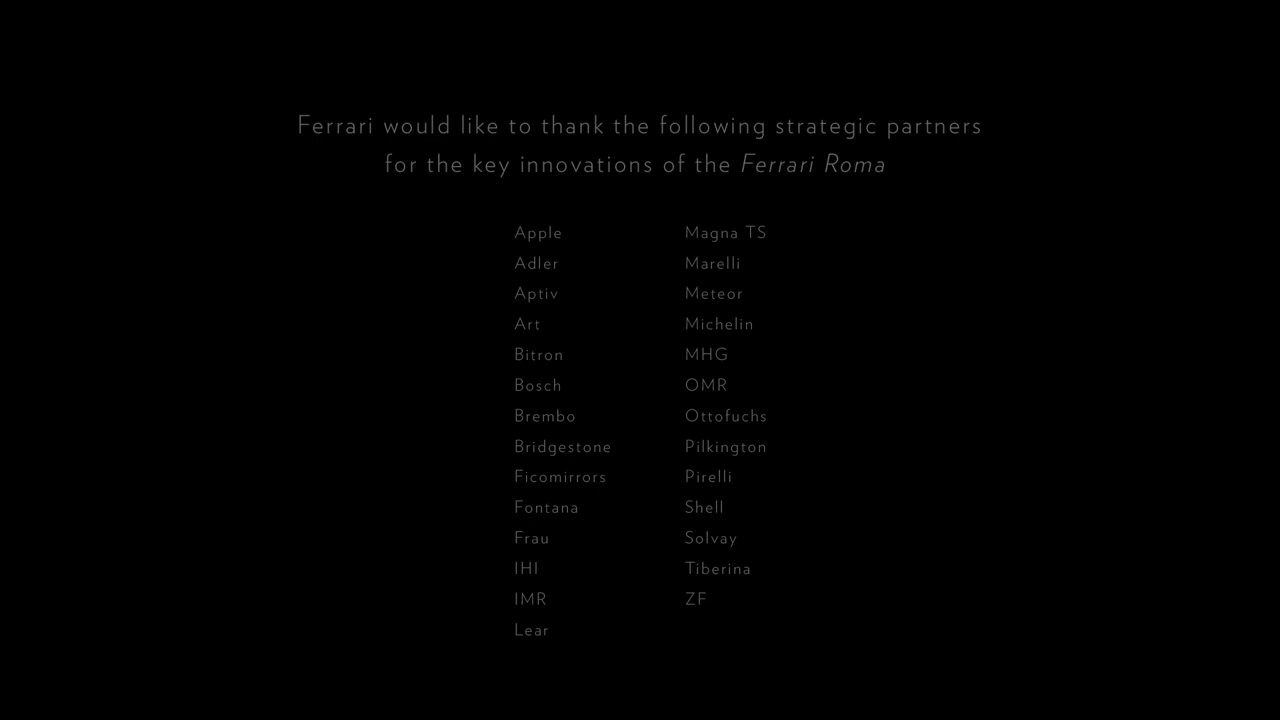 Ferrari would like to thank the following strategic partners
for the key innovations of the Ferrari Roma
Apple
Adler
Aptiv
Art
Bitron
Bosch
Brembo
Bridgestone
Ficomirrors
Fontana
Frau
IHI
IMR
Lear
Magna TS
Marelli
Meteor
Michelin
MHG
OMR
Ottofuchs
Pilkington
Pirelli
Shell
Solvay
Tiberina
ZF